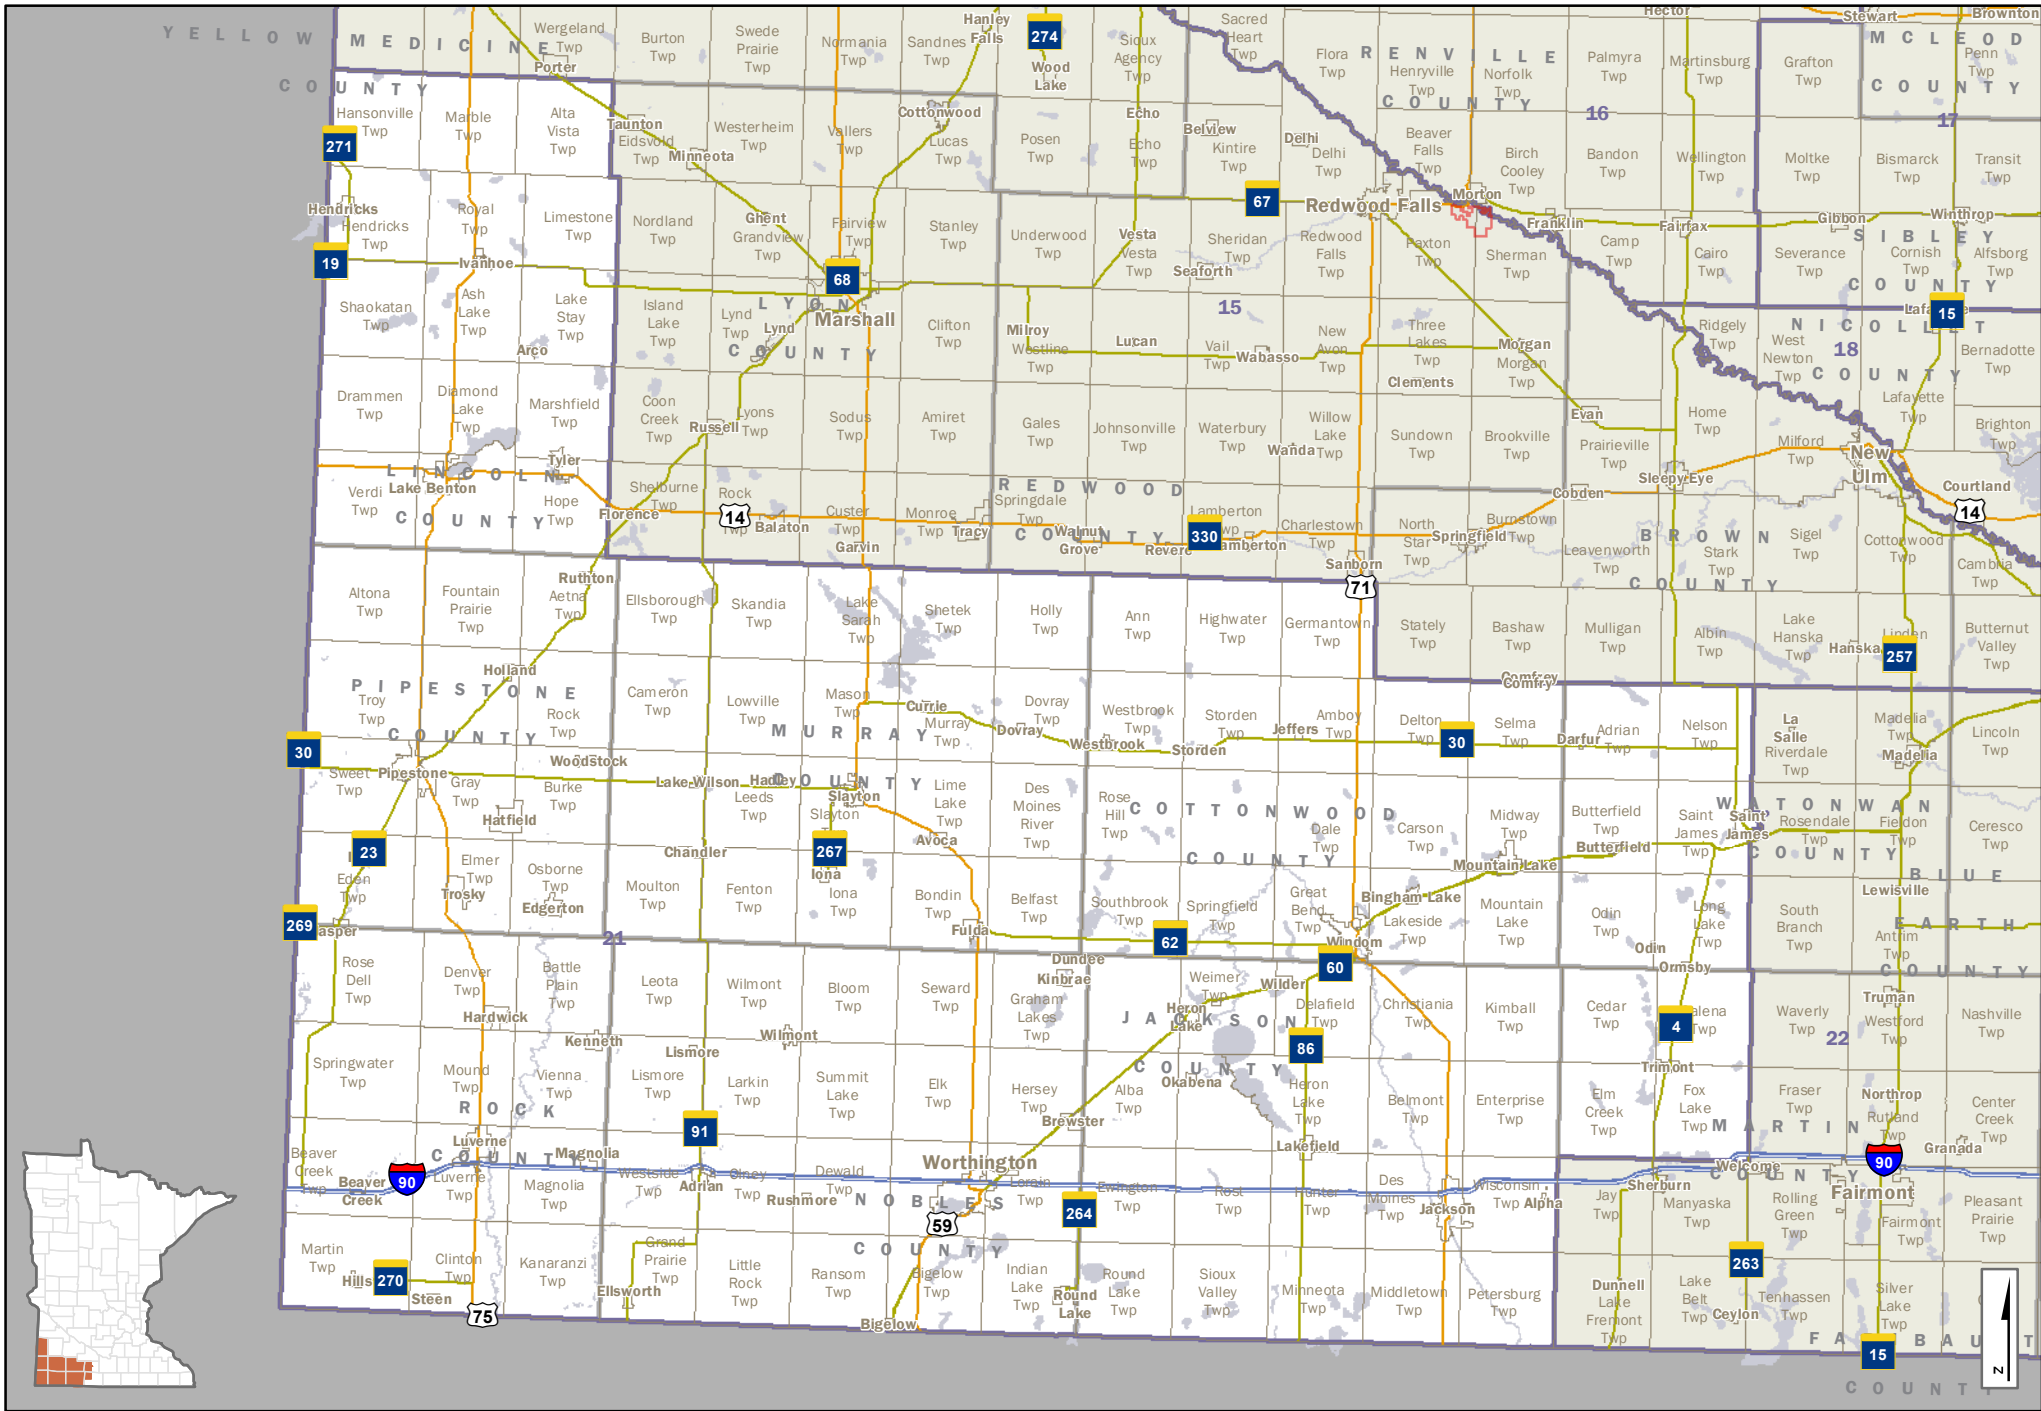 YELLOW MEDICINE
COUNTY
Wergeland
Twp
Porter
Burton
Twp
Swede
Prairie
Twp
Normania
Twp
Sandnes
Twp
Hanley
Falls
274
Wood
Lake
Sioux
Agency
Twp
Sacred
Heart
Twp
Flora
Twp
RENVILLE
COUNTY
Henryville
Twp
Norfolk
Twp
Hector
Palmyra
Twp
Martinsburg
Twp
Grafton
Twp
Stewart
Brownton
MCLEOD
COUNTY
Penn
Twp
Hansonville
Twp
Marble
Twp
Alta
Vista
Twp
Taunton
Eidsvold
Twp
Minneota
Westerheim
Twp
Vallers
Twp
Cottonwood
Lucas
Twp
Posen
Twp
Echo
Echo
Twp
Belview
Kintire
Twp
Delhi
Delhi
Twp
Beaver
Falls
Twp
Birch
Cooley
Twp
16
Bandon
Twp
Wellington
Twp
Moltke
Twp
Bismarck
Twp
17
Transit
Twp
271
Hendricks
Hendricks
Twp
19
Royal
Twp
Ivanhoe
Limestone
Twp
Nordland
Twp
Ghent
Grandview
Twp
Fairview
Twp
68
Stanley
Twp
Underwood
Twp
Vesta
Vesta
Twp
67
Sheridan
Twp
Seaforth
Redwood Falls
Redwood
Falls
Twp
Morton
Paxton
Twp
Sherman
Twp
Franklin
Camp
Twp
Fairfax
Cairo
Twp
Gibbon
Winthrop
SIBLEY
COUNTY
Severance
Twp
Cornish
Twp
Alfsborg
Twp
Shaokatan
Twp
Ash
Lake
Twp
Lake
Stay
Twp
Arco
Island
Lake
Twp
LYON
COUNTY
Lynd
Twp
Lynd
Marshall
Clifton
Twp
Milroy
Westline
Twp
Lucan
15
Vail
Twp
Wabasso
New
Avon
Twp
Three
Lakes
Twp
Clements
Morgan
Morgan
Twp
Ridgely
Twp
West
Newton
Twp
NICOLLET
COUNTY
18
15
Bernadotte
Twp
Lafayette
Twp
Drammen
Twp
Diamond
Lake
Twp
Marshfield
Twp
Coon
Creek
Twp
Russell
Lyons
Twp
Sodus
Twp
Amiret
Twp
Gales
Twp
Johnsonville
Twp
Waterbury
Twp
Wanda
Willow
Lake
Twp
Sundown
Twp
Brookville
Twp
Evan
Prairieville
Twp
Home
Twp
Milford
Twp
New
Ulm
Brighton
Twp
Courtland
14
LINCOLN
COUNTY
Lake Benton
Verdi
Twp
Tyler
Hope
Twp
Florence
Shelburne
Twp
Rock
Twp
14
Balaton
Custer
Twp
Garvin
Monroe
Twp
Tracy
REDWOOD
COUNTY
Springdale
Twp
Walnut
Grove
Revere
Lamberton
330
Charlestown
Twp
Sanborn
71
North
Star
Twp
Springfield
Burnstown
Twp
Cobden
Sleepy Eye
Leavenworth
Twp
BROWN
COUNTY
Stark
Twp
Sigel
Twp
Cottonwood
Twp
Cambria
Twp
Altona
Twp
Fountain
Prairie
Twp
Ruthton
Aetna
Twp
Ellsborough
Twp
Skandia
Twp
Lake
Sarah
Twp
Shetek
Twp
Holly
Twp
Ann
Twp
Highwater
Twp
Germantown
Twp
Stately
Twp
Bashaw
Twp
Mulligan
Twp
Albin
Twp
Lake
Hanska
Twp
Hanska
Linden
257
Butternut
Valley
Twp
Comfrey
Comfry
PIPESTONE
COUNTY
Troy
Twp
Holland
Rock
Twp
Cameron
Twp
Lowville
Twp
MURRAY
COUNTY
Mason
Twp
Currie
Murray
Twp
Dovray
Twp
Dovray
Westbrook
Twp
Westbrook
Storden
Twp
Storden
Jeffers
Amboy
Twp
Delton
Twp
30
Selma
Twp
Darfur
Adrian
Twp
Nelson
Twp
La
Salle
Riverdale
Twp
Madelia
Twp
Madelia
Lincoln
Twp
30
Sweet
Twp
Pipestone
Gray
Twp
Woodstock
Burke
Twp
Hatfield
Lake Wilson
Hadley
Leeds
Twp
Slayton
Slayton
Twp
Lime
Lake
Twp
Des
Moines
River
Twp
Rose
Hill
Twp
COTTONWOOD
COUNTY
Dale
Twp
Carson
Twp
Midway
Twp
Butterfield
Twp
Butterfield
Saint
James
Twp
Saint
James
WATONWAN
COUNTY
Rosendale
Twp
Fieldon
Twp
Ceresco
Twp
23
Eden
Twp
Elmer
Twp
Trosky
Osborne
Twp
Edgerton
Chandler
Moulton
Twp
Fenton
Twp
267
Iona
Iona
Twp
Avoca
Bondin
Twp
Fulda
Belfast
Twp
Southbrook
Twp
62
Springfield
Twp
Great
Bend
Twp
Windom
Bingham Lake
Lakeside
Twp
Mountain Lake
Mountain
Lake
Twp
Odin
Twp
Odin
Long
Lake
Twp
Ormsby
Lewisville
South
Branch
Twp
Antrim
Twp
BLUE
EARTH
COUNTY
269
asper
21
Rose
Dell
Twp
Denver
Twp
Hardwick
Battle
Plain
Twp
Leota
Twp
Wilmont
Twp
Wilmont
Bloom
Twp
Seward
Twp
Dundee
Kinbrae
Graham
Lakes
Twp
JACKSON
COUNTY
Weimer
Twp
Heron
Lake
Wilder
60
Delafield
Twp
86
Christiania
Twp
Kimball
Twp
Cedar
Twp
4
alena
Twp
Trimont
Waverly
Twp
22
Truman
Westford
Twp
Nashville
Twp
Springwater
Twp
Mound
Twp
ROCK
COUNTY
Vienna
Twp
Kenneth
Lismore
Lismore
Twp
Larkin
Twp
91
Summit
Lake
Twp
Elk
Twp
Hersey
Twp
Brewster
Alba
Twp
Okabena
Heron
Lake
Twp
Lakefield
Belmont
Twp
Enterprise
Twp
Elm
Creek
Twp
Fox
Lake
Twp
MARTIN
COUNTY
Fraser
Twp
Northrop
Rutland
Twp
Center
Creek
Twp
Granada
Beaver
Creek
Twp
Beaver
Creek
90
Luverne
Luverne
Twp
Magnolia
Magnolia
Twp
Westside
Twp
Adrian
Olney
Twp
Rushmore
Dewald
Twp
NOBLES
COUNTY
Worthington
Lorain
Twp
59
264
Ewington
Twp
Rost
Twp
Hunter
Twp
Des
Moines
Twp
Jackson
Wisconsin
Twp
Alpha
Sherburn
Jay
Twp
Manyaska
Twp
Welcome
Rolling
Green
Twp
90
Fairmont
Fairmont
Twp
Pleasant
Prairie
Twp
Martin
Twp
Hills
270
Steen
Clinton
Twp
75
Kanaranzi
Twp
Ellsworth
Grand
Prairie
Twp
Little
Rock
Twp
Ransom
Twp
Bigelow
Bigelow
Twp
Indian
Lake
Twp
Round
Lake
Round
Lake
Twp
Sioux
Valley
Twp
Minneota
Twp
Middletown
Twp
Petersburg
Twp
Dunnell
Lake
Fremont
Twp
Lake
Belt
Twp
Ceylon
263
Tenhassen
Twp
Silver
Lake
Twp
15
FA BAULT
COUNTY
N